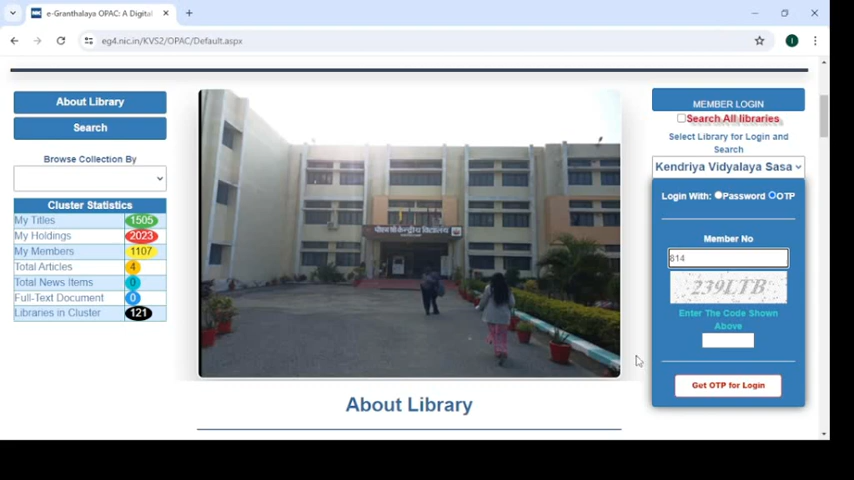 e-Granthalaya OPAC: A Digital
eg4.nic.in/KVS2/OPAC/Default.aspx
About Library
Search
Browse Collection By
Cluster Statistics
My Titles 1505
My Holdings 2023
My Members 1107
Total Articles 4
Total News Items 0
Full-Text Document 0
Libraries in Cluster 121
About Library
MEMBER LOGIN
Search All libraries
Select Library for Login and
Search
Kendriya Vidyalaya Sasa
Login With: Password OTP
Member No
814
239LTB
Enter The Code Shown
Above
Get OTP for Login